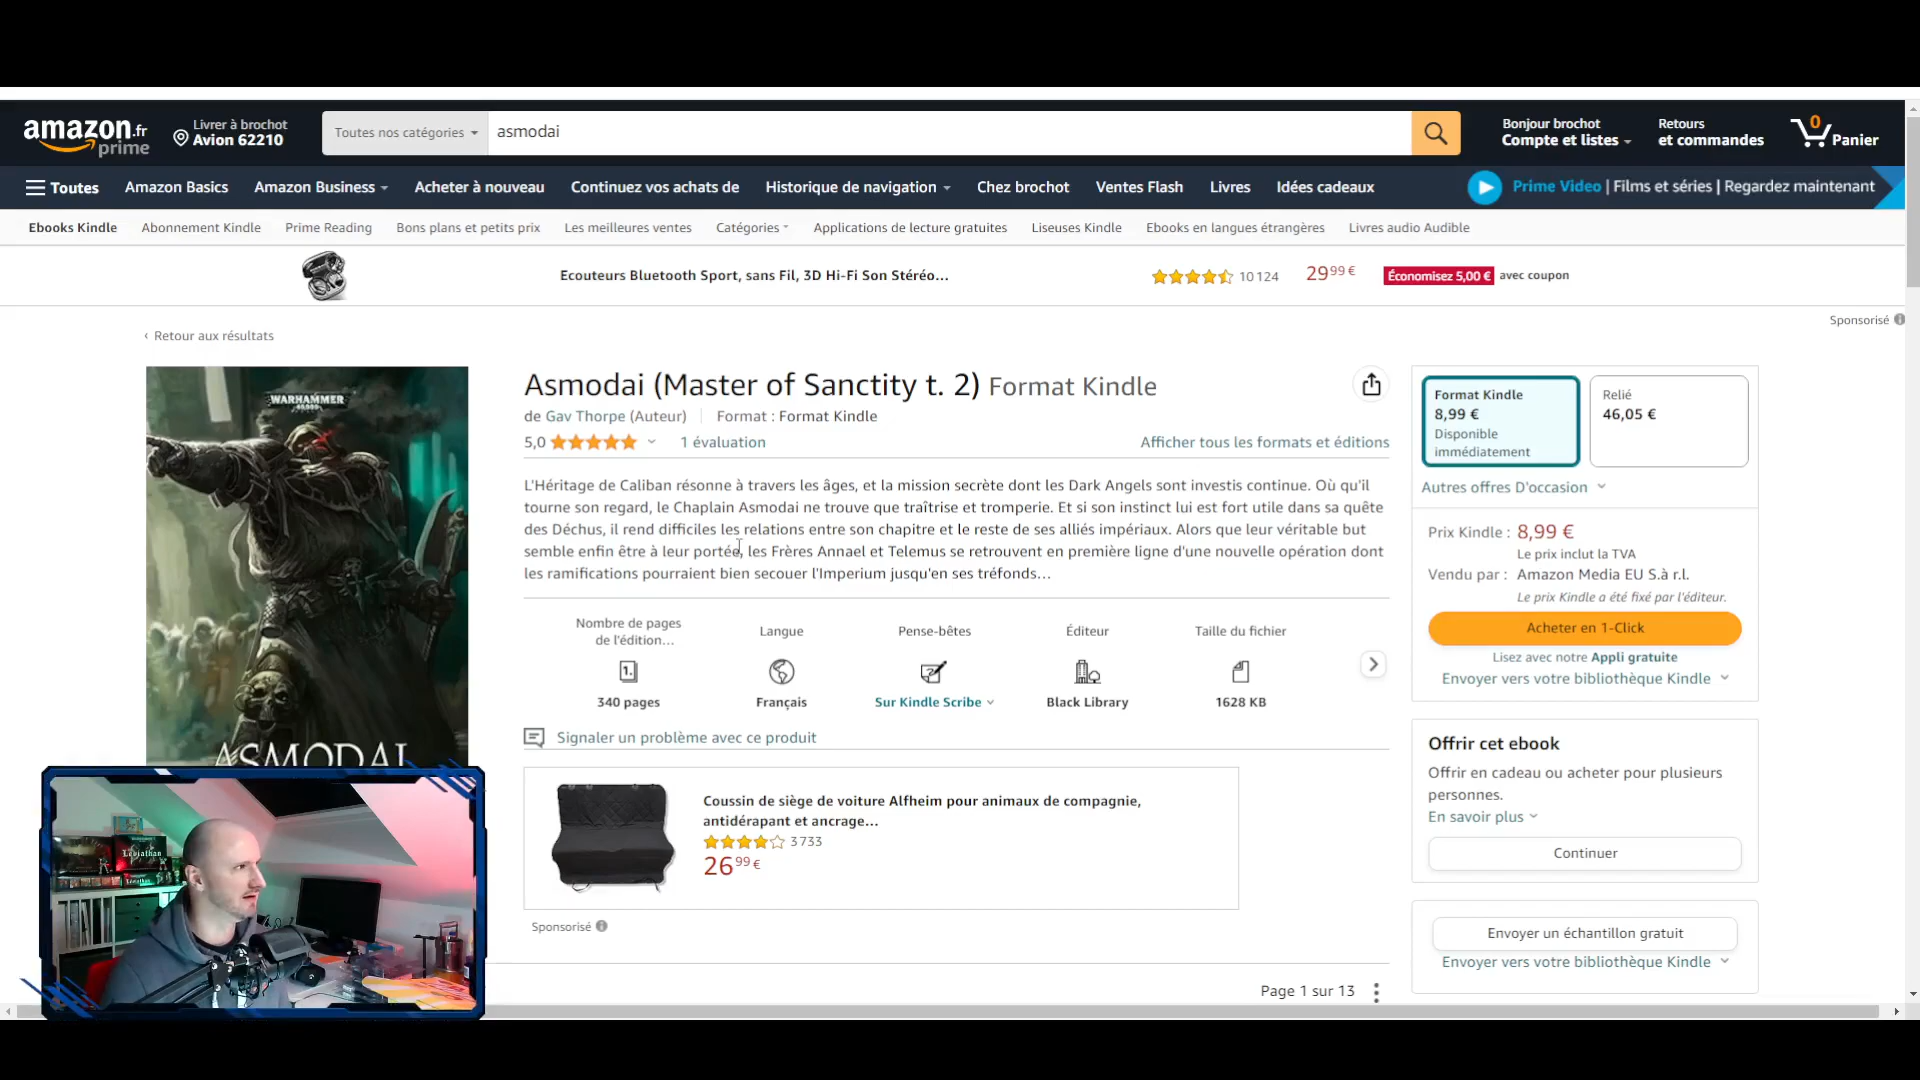 amazon.fr
prime
Livrer à brochot
Avion 62210
Toutes nos catégories
asmodai
Bonjour brochot
Compte et listes
Retours
et commandes
0
Panier
Toutes
Amazon Basics
Amazon Business
Acheter à nouveau
Continuez vos achats de
Historique de navigation
Chez brochot
Ventes Flash
Livres
Idées cadeaux
Prime Video | Films et séries | Regardez maintenant
Ebooks Kindle
Abonnement Kindle
Prime Reading
Bons plans et petits prix
Les meilleures ventes
Catégories
Applications de lecture gratuites
Liseuses Kindle
Ebooks en langues étrangères
Livres audio Audible
Ecouteurs Bluetooth Sport, sans Fil, 3D Hi-Fi Son Stéréo...
10 124
29,99 €
Économisez 5,00 € avec coupon
Sponsorisé
‹ Retour aux résultats
WARHAMMER
40,000
ASMODAI
Asmodai (Master of Sanctity t. 2) Format Kindle
de Gav Thorpe (Auteur) | Format : Format Kindle
5,0
1 évaluation
Afficher tous les formats et éditions
L'Héritage de Caliban résonne à travers les âges, et la mission secrète dont les Dark Angels sont investis continue. Où qu'il
tourne son regard, le Chaplain Asmodai ne trouve que traîtrise et tromperie. Et si son instinct lui est fort utile dans sa quête
des Déchus, il rend difficiles les relations entre son chapitre et le reste de ses alliés impériaux. Alors que leur véritable but
semble enfin être à leur portée, les Frères Annael et Telemus se retrouvent en première ligne d'une nouvelle opération dont
les ramifications pourraient bien secouer l'Imperium jusqu'en ses tréfonds...
Nombre de pages
de l'édition...
1.
340 pages
Langue
Français
Pense-bêtes
Sur Kindle Scribe
Éditeur
Black Library
Taille du fichier
1628 KB
Signaler un problème avec ce produit
Coussin de siège de voiture Alfheim pour animaux de compagnie,
antidérapant et ancrage...
3 733
26,99 €
Sponsorisé
Page 1 sur 13
Format Kindle
8,99 €
Disponible
immédiatement
Relié
46,05 €
Autres offres D'occasion
Prix Kindle : 8,99 €
Le prix inclut la TVA
Vendu par : Amazon Media EU S.à r.l.
Le prix Kindle a été fixé par l'éditeur.
Acheter en 1-Click
Lisez avec notre Appli gratuite
Envoyer vers votre bibliothèque Kindle
Offrir cet ebook
Offrir en cadeau ou acheter pour plusieurs
personnes.
En savoir plus
Continuer
Envoyer un échantillon gratuit
Envoyer vers votre bibliothèque Kindle
Leviathan